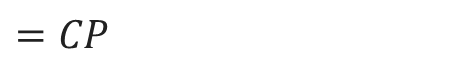 = CP